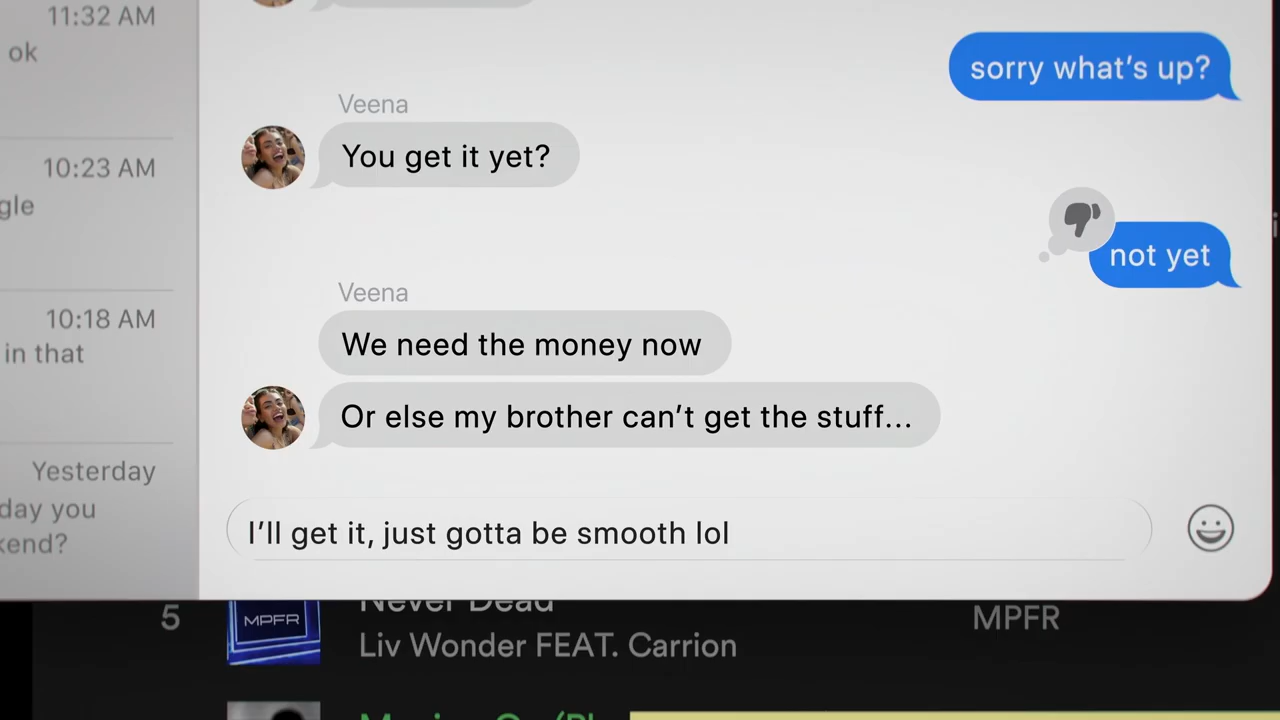 11:32 AM
ok
10:23 AM
gle
10:18 AM
in that
Yesterday
day you
kend?
sorry what’s up?
Veena
You get it yet?
not yet
Veena
We need the money now
Or else my brother can’t get the stuff...
I’ll get it, just gotta be smooth lol
5
MPFR
Never Dead
MPFR
Liv Wonder FEAT. Carrion